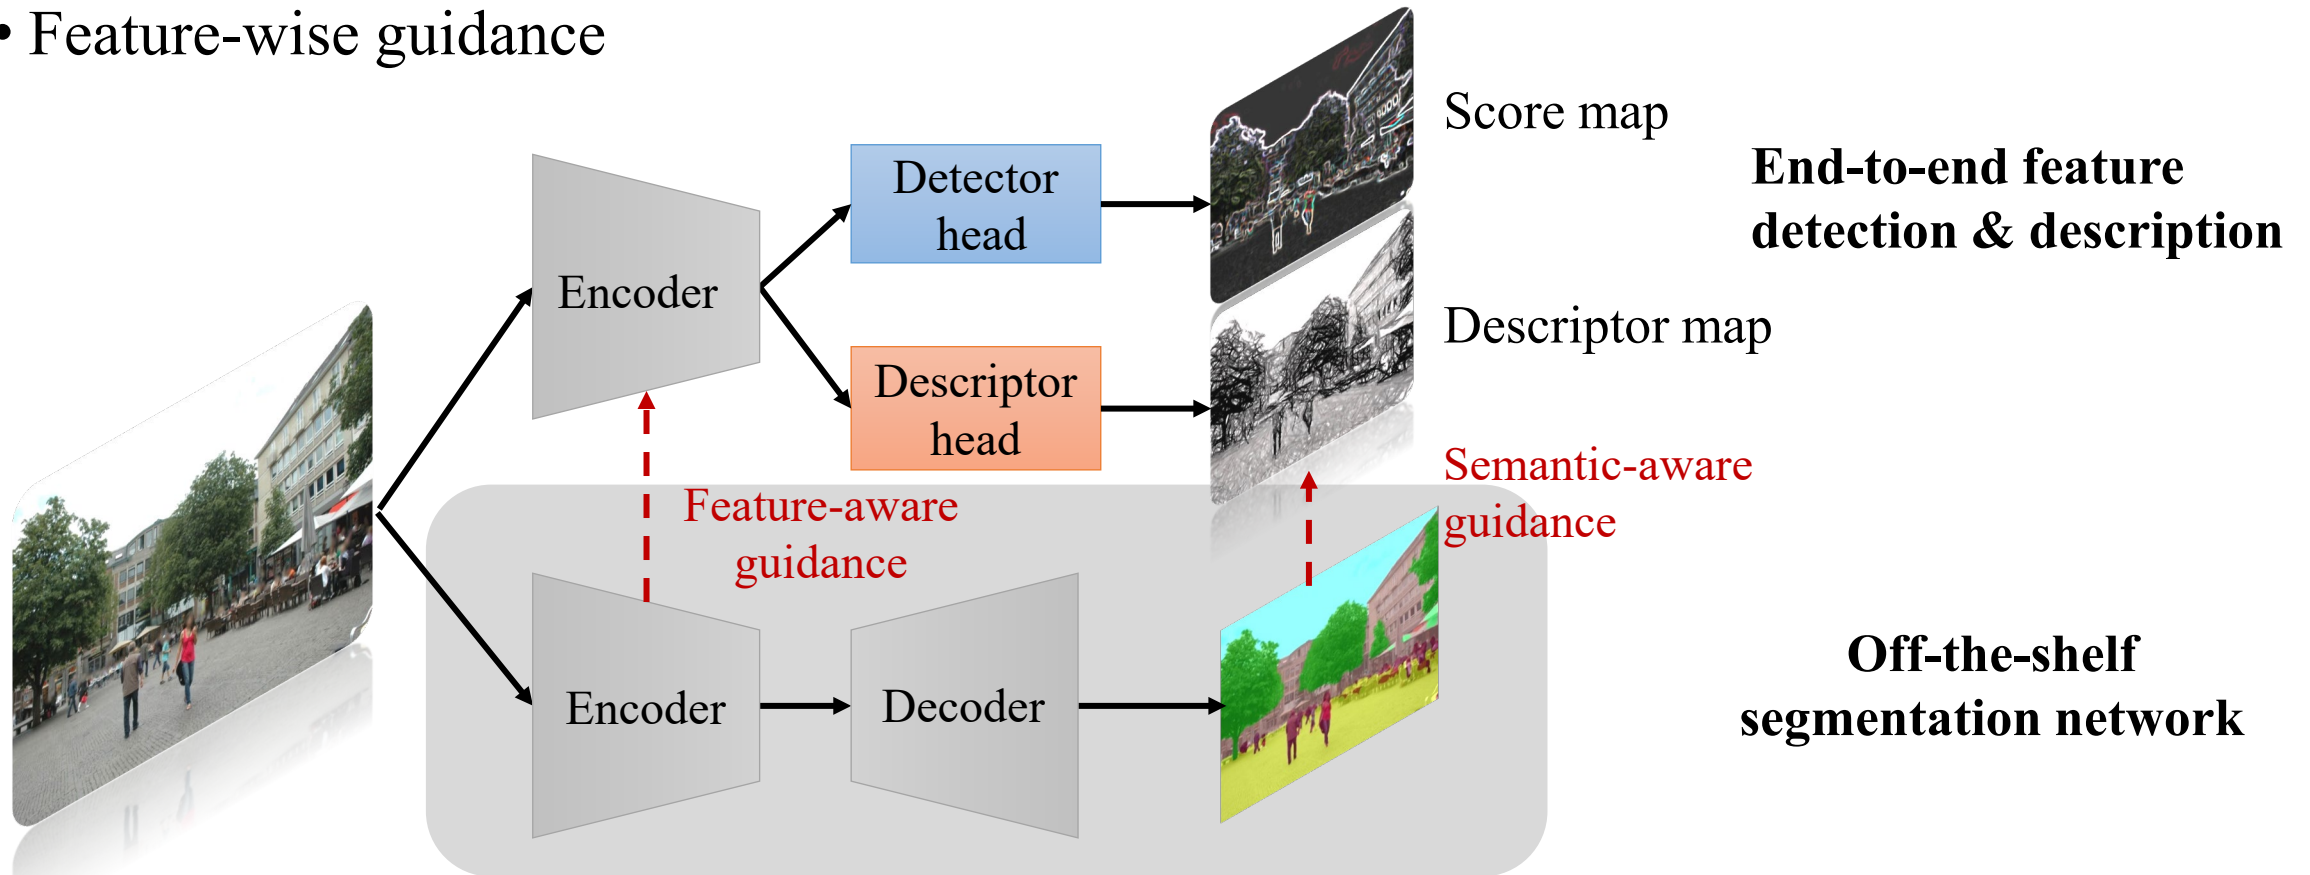 • Feature-wise guidance
Score map
End-to-end feature
detection & description
Detector
head
Encoder
Descriptor map
Descriptor
head
Semantic-aware
guidance
Feature-aware
guidance
Off-the-shelf
segmentation network
Encoder
Decoder